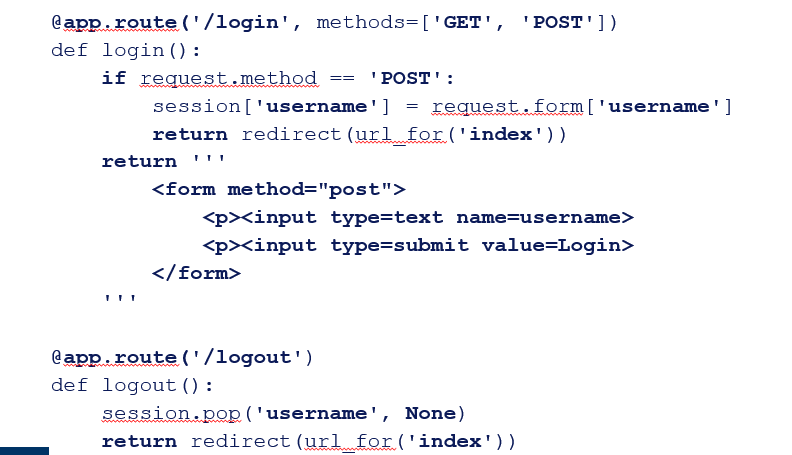 @app.route('/login', methods=['GET', 'POST'])
def login():
    if request.method == 'POST':
        session['username'] = request.form['username']
        return redirect(url_for('index'))
    return '''
        <form method="post">
            <p><input type=text name=username>
            <p><input type=submit value=Login>
        </form>
    '''
@app.route('/logout')
def logout():
    session.pop('username', None)
    return redirect(url_for('index'))